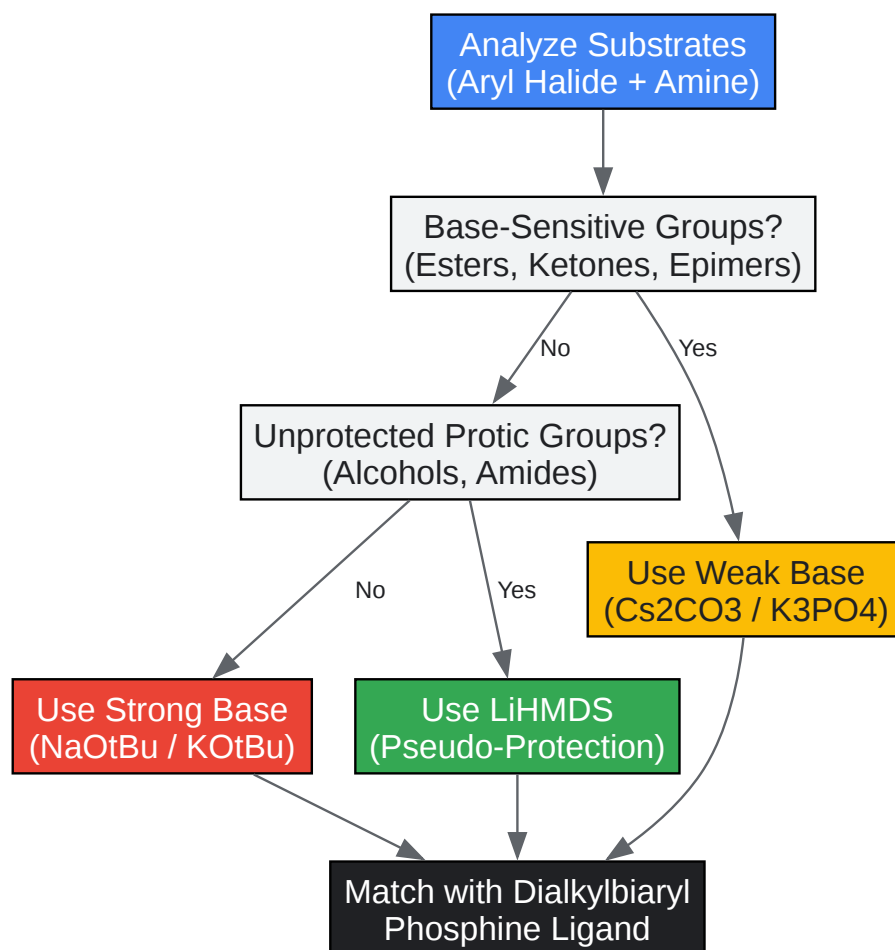 Analyze Substrates
(Aryl Halide + Amine)
Base-Sensitive Groups?
(Esters, Ketones, Epimers)
No
Yes
Unprotected Protic Groups?
(Alcohols, Amides)
Use Weak Base
(Cs2CO3 / K3PO4)
No
Yes
Use Strong Base
(NaOtBu / KOtBu)
Use LiHMDS
(Pseudo-Protection)
Match with Dialkylbiaryl
Phosphine Ligand